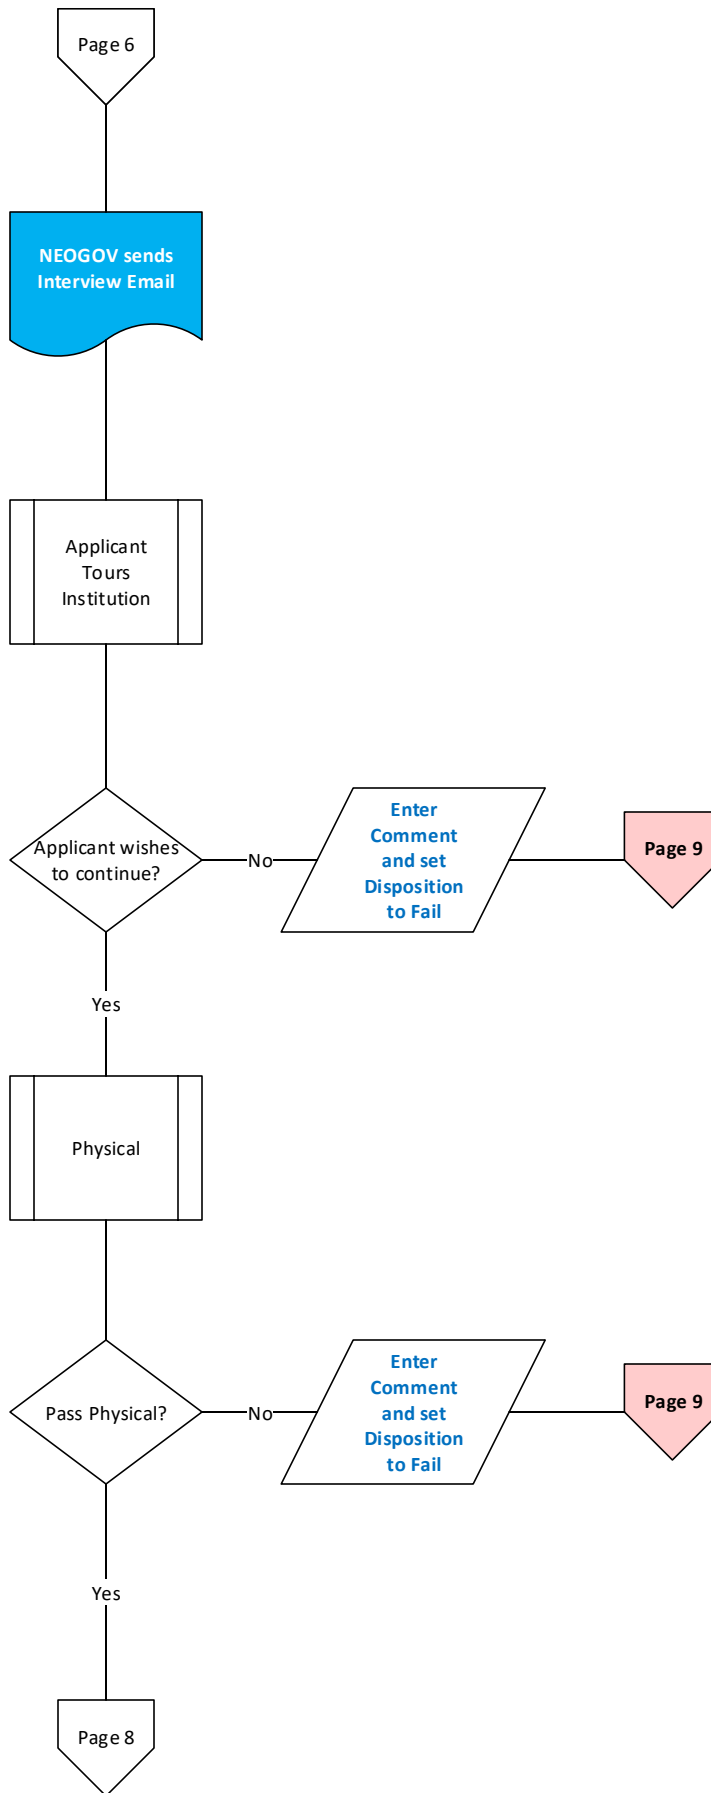 Page 6
NEOGOV sends
Interview Email
Applicant
Tours
Institution
Applicant wishes
to continue?
No
Enter
Comment
and set
Disposition
to Fail
Page 9
Yes
Physical
Pass Physical?
No
Enter
Comment
and set
Disposition
to Fail
Page 9
Yes
Page 8